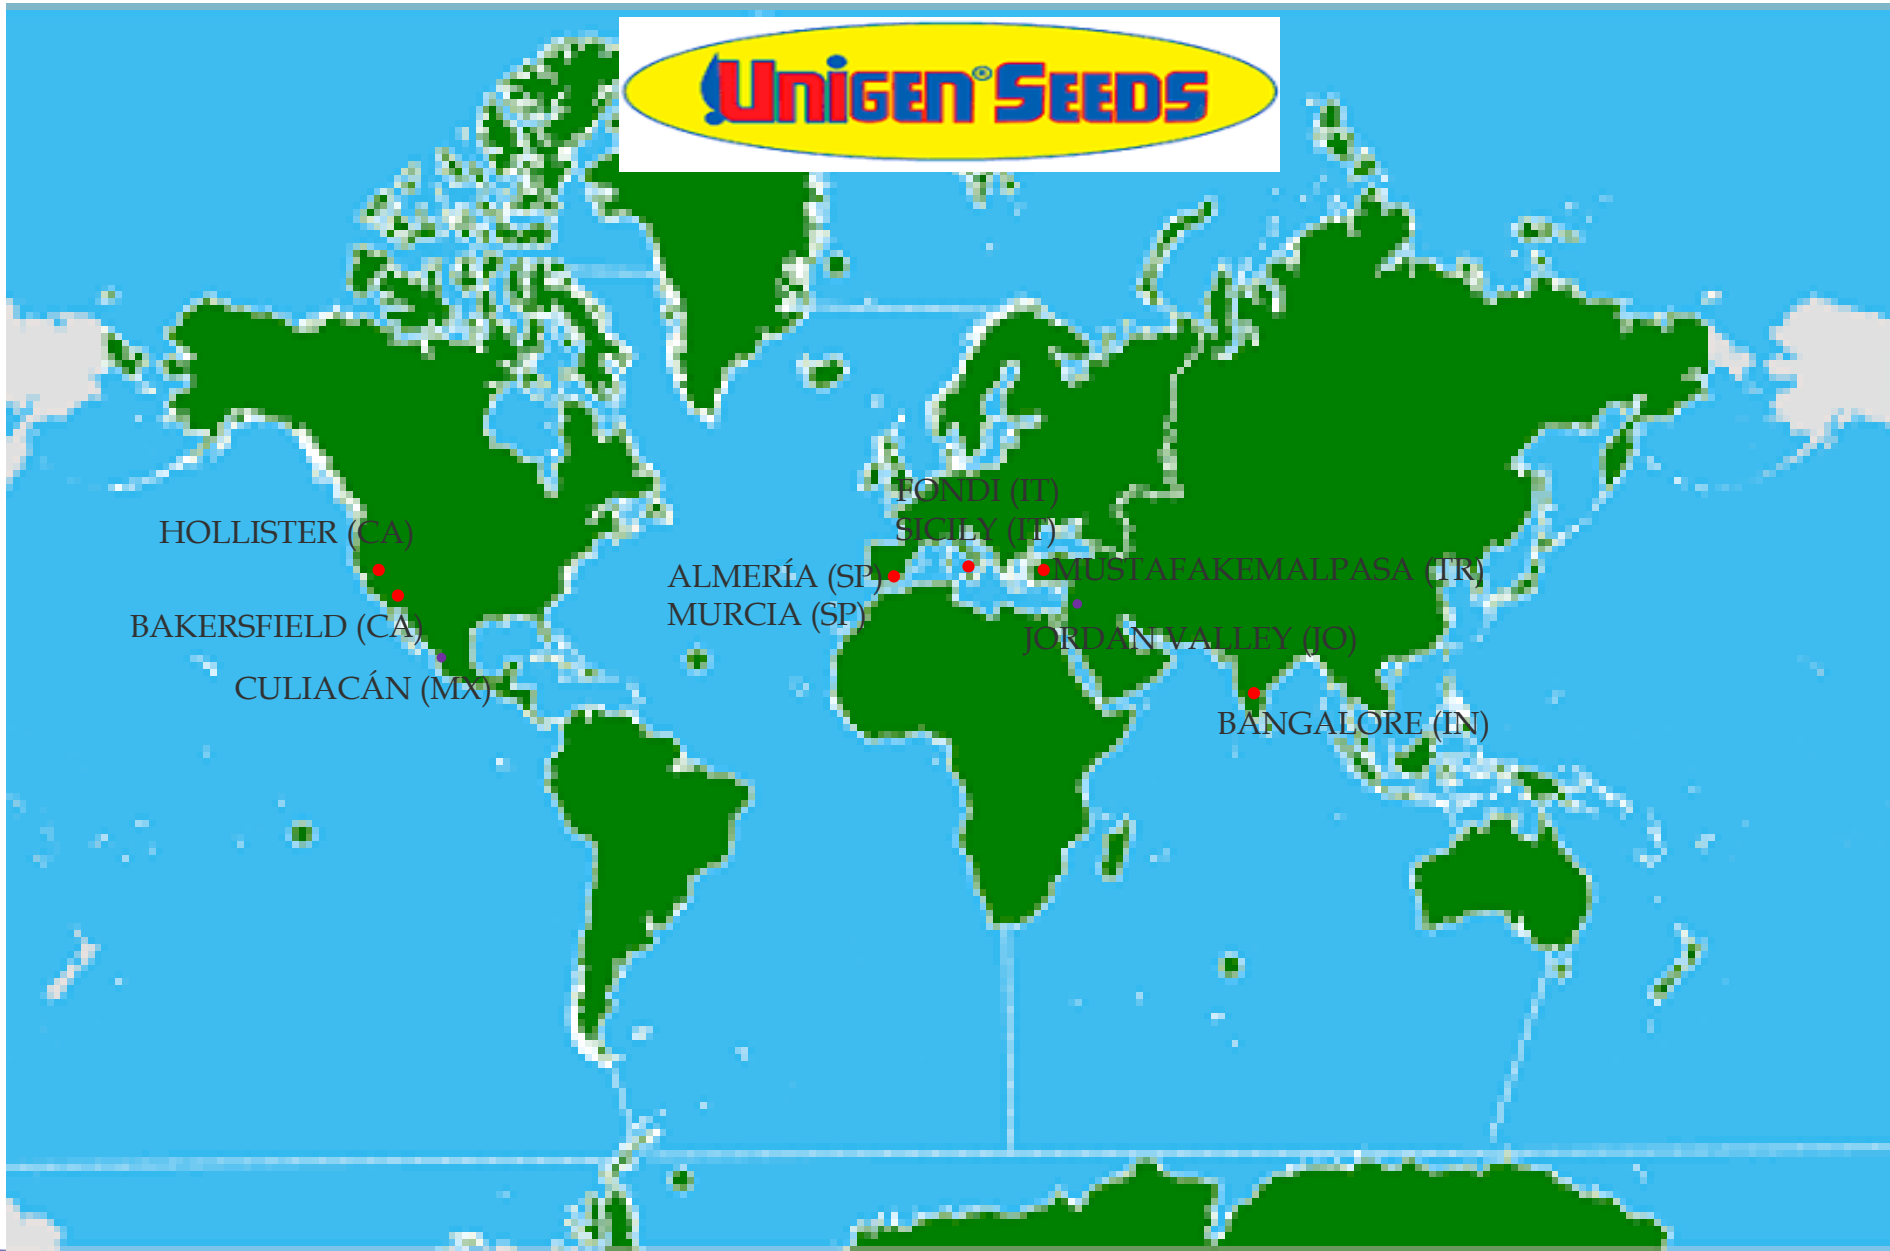 UNIGEN® SEEDS
FONDI (IT)
SICILY (IT)
HOLLISTER (CA)
ALMERÍA (SP)
MURCIA (SP)
MUSTAFAKEMALPASA (TR)
BAKERSFIELD (CA)
JORDAN VALLEY (JO)
CULIACÁN (MX)
BANGALORE (IN)